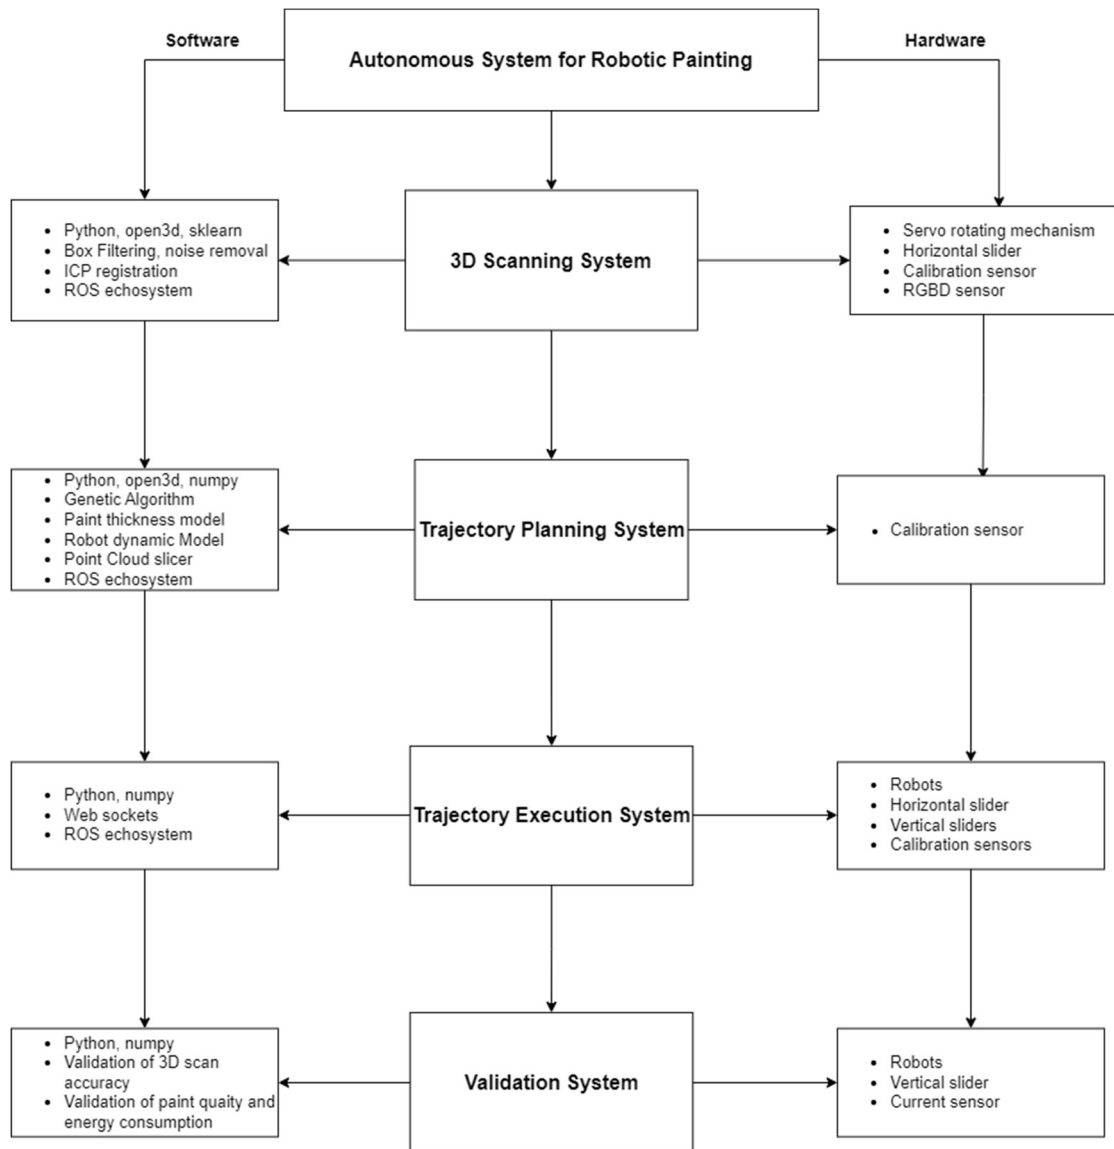 Software
Autonomous System for Robotic Painting
Hardware
• Python, open3d, sklearn
• Box Filtering, noise removal
• ICP registration
• ROS echosystem
3D Scanning System
• Servo rotating mechanism
• Horizontal slider
• Calibration sensor
• RGBD sensor
• Python, open3d, numpy
• Genetic Algorithm
• Paint thickness model
• Robot dynamic Model
• Point Cloud slicer
• ROS echosystem
Trajectory Planning System
• Calibration sensor
• Python, numpy
• Web sockets
• ROS echosystem
Trajectory Execution System
• Robots
• Horizontal slider
• Vertical sliders
• Calibration sensors
• Python, numpy
• Validation of 3D scan
accuracy
• Validation of paint quaity and
energy consumption
Validation System
• Robots
• Vertical slider
• Current sensor